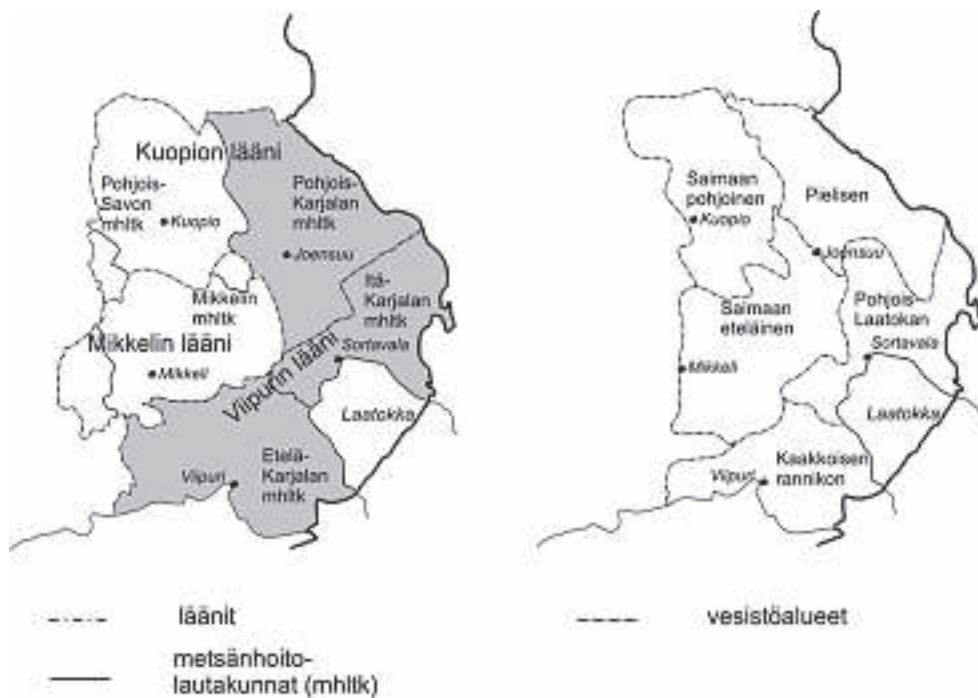 Kuopion lääni
Pohjois-
Savon
mhltk
Kuopio
Pohjois-
Karjalan
mhltk
Joensuu
Itä-
Karjalan
mhltk
Mikkelin
mhltk
Mikkelin lääni
Mikkeli
Viipurin lääni
Sortavala
Laatokka
Etelä-
Karjalan
mhltk
Viipuri
Saimaan
pohjoinen
Kuopio
Pielisen
Joensuu
Saimaan
eteläinen
Pohjois-
Laatokan
Sortavala
Mikkeli
Laatokka
Kaakkoisen
rannikon
Viipuri
läänit
metsänhoito-
lautakunnat (mhltk)
vesistöalueet